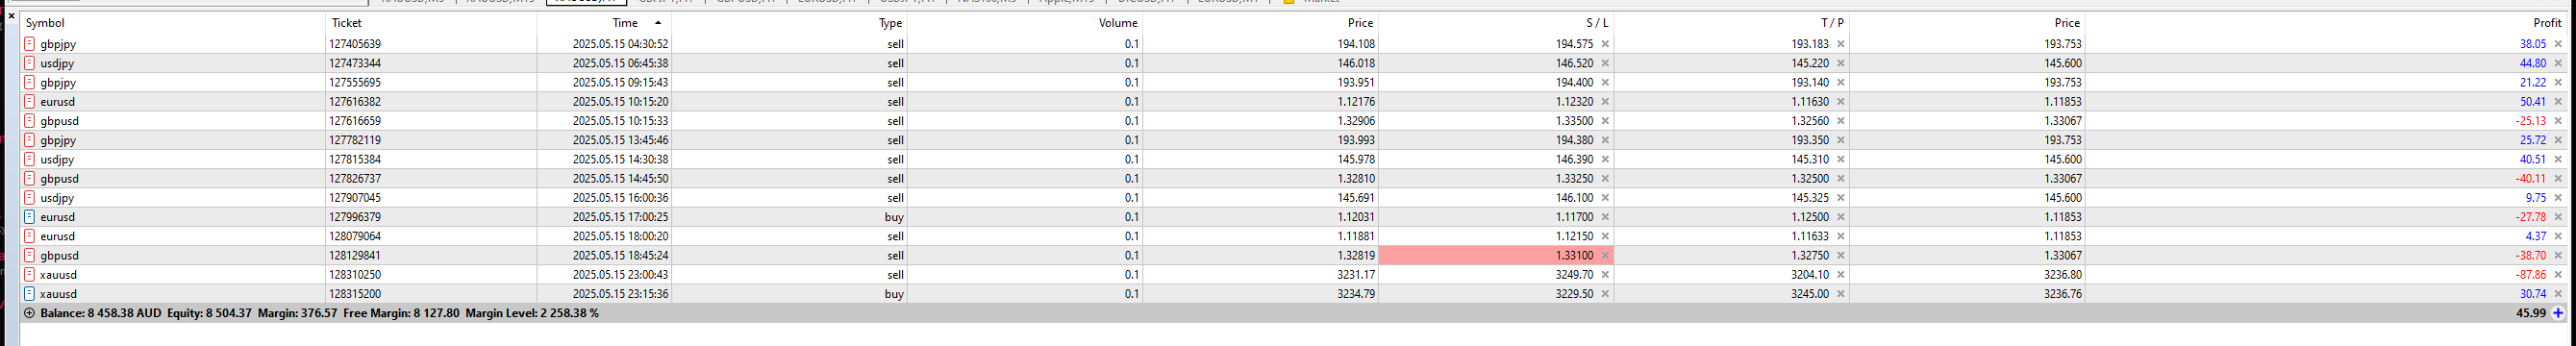 Symbol Ticket Time Type Volume Price S / L T / P Price Profit
gbpjpy 127405639 2025.05.15 04:30:52 sell 0.1 194.108 194.575 193.183 193.753 38.05
usdjpy 127473344 2025.05.15 06:45:38 sell 0.1 146.018 146.520 145.220 145.600 44.80
gbpjpy 127555695 2025.05.15 09:15:43 sell 0.1 193.951 194.400 193.140 193.753 21.22
eurusd 127616382 2025.05.15 10:15:20 sell 0.1 1.12176 1.12320 1.11630 1.11853 50.41
gbpusd 127616659 2025.05.15 10:15:33 sell 0.1 1.32906 1.33500 1.32560 1.33067 -25.13
gbpjpy 127782119 2025.05.15 13:45:46 sell 0.1 193.993 194.380 193.350 193.753 25.72
usdjpy 127815384 2025.05.15 14:30:38 sell 0.1 145.978 146.390 145.310 145.600 40.51
gbpusd 127826737 2025.05.15 14:45:50 sell 0.1 1.32810 1.33250 1.32500 1.33067 -40.11
usdjpy 127907045 2025.05.15 16:00:36 sell 0.1 145.691 146.100 145.325 145.600 9.75
eurusd 127996379 2025.05.15 17:00:25 buy 0.1 1.12031 1.11700 1.12500 1.11853 -27.78
eurusd 128079064 2025.05.15 18:00:20 sell 0.1 1.11881 1.12150 1.11633 1.11853 4.37
gbpusd 128129841 2025.05.15 18:45:24 sell 0.1 1.32819 1.33100 1.32750 1.33067 -38.70
xauusd 128310250 2025.05.15 23:00:43 sell 0.1 3231.17 3249.70 3204.10 3236.80 -87.86
xauusd 128315200 2025.05.15 23:15:36 buy 0.1 3234.79 3229.50 3245.00 3236.76 30.74
Balance: 8 458.38 AUD Equity: 8 504.37 Margin: 376.57 Free Margin: 8 127.80 Margin Level: 2 258.38 % 45.99